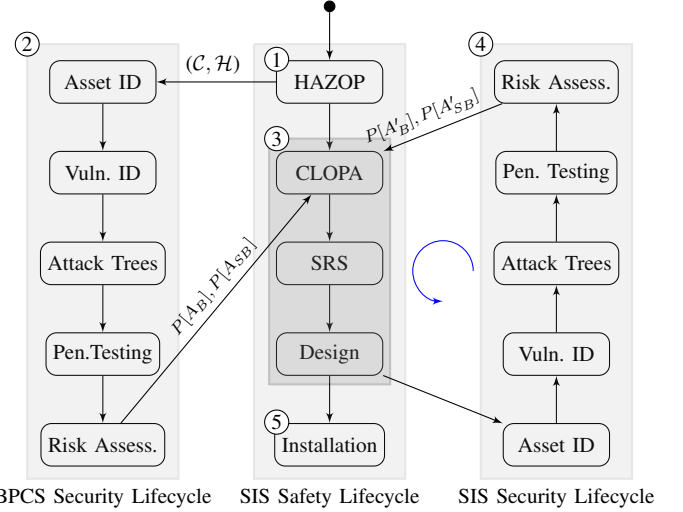 ② ① ④
Asset ID
(𝒞, ℋ)
HAZOP
Risk Assess.
P[A′_B], P[A′_SB]
③
Vuln. ID
CLOPA
Pen. Testing
Attack Trees
SRS
Attack Trees
P[A_B], P[A_SB]
Pen.Testing
Design
Vuln. ID
⑤
Risk Assess.
Installation
Asset ID
BPCS Security Lifecycle
SIS Safety Lifecycle
SIS Security Lifecycle